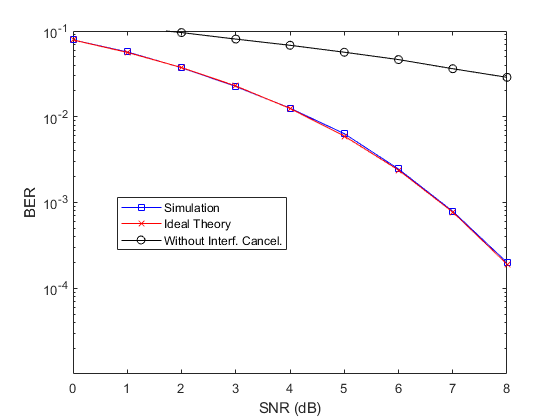 10-1
10-2
10-3
10-4
BER
Simulation
Ideal Theory
Without Interf. Cancel.
0 1 2 3 4 5 6 7 8
SNR (dB)